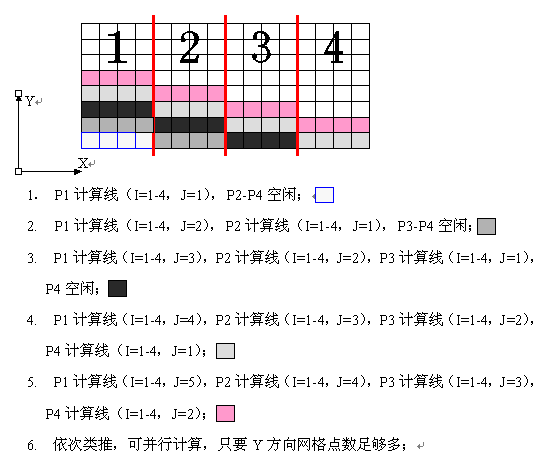 1 2 3 4
Y
X
1. P1 计算线（I=1-4，J=1），P2-P4 空闲；
2. P1 计算线（I=1-4，J=2），P2 计算线（I=1-4，J=1），P3-P4 空闲；
3. P1 计算线（I=1-4，J=3），P2 计算线（I=1-4，J=2），P3 计算线（I=1-4，J=1），
P4 空闲；
4. P1 计算线（I=1-4，J=4），P2 计算线（I=1-4，J=3），P3 计算线（I=1-4，J=2），
P4 计算线（I=1-4，J=1）；
5. P1 计算线（I=1-4，J=5），P2 计算线（I=1-4，J=4），P3 计算线（I=1-4，J=3），
P4 计算线（I=1-4，J=2）；
6. 依次类推，可并行计算，只要 Y 方向网格点数足够多；